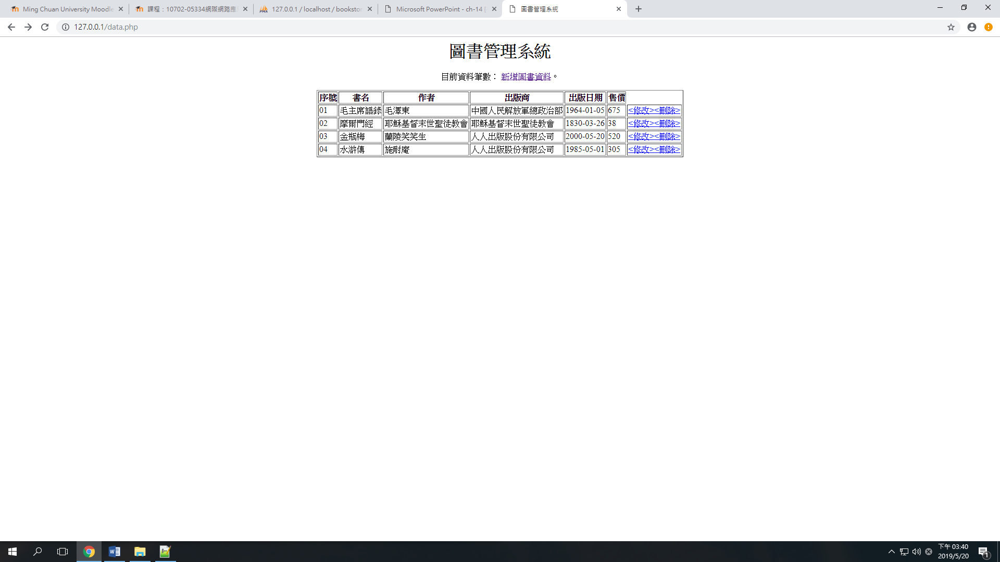 Ming Chuan University Moodle
課程：10702-05334網際網路應
127.0.0.1 / localhost / bookstor
Microsoft PowerPoint - ch-14 [
圖書管理系統
127.0.0.1/data.php
圖書管理系統
目前資料筆數： 新增圖書資料。
序號 書名 作者 出版商 出版日期 售價
01 毛主席語錄 毛澤東 中國人民解放軍總政治部 1964-01-05 675 <修改><刪除>
02 摩爾門經 耶穌基督末世聖徒教會 耶穌基督末世聖徒教會 1830-03-26 38 <修改><刪除>
03 金瓶梅 蘭陵笑笑生 人人出版股份有限公司 2000-05-20 520 <修改><刪除>
04 水滸傳 施耐庵 人人出版股份有限公司 1985-05-01 305 <修改><刪除>
下午 03:40
2019/5/20
1